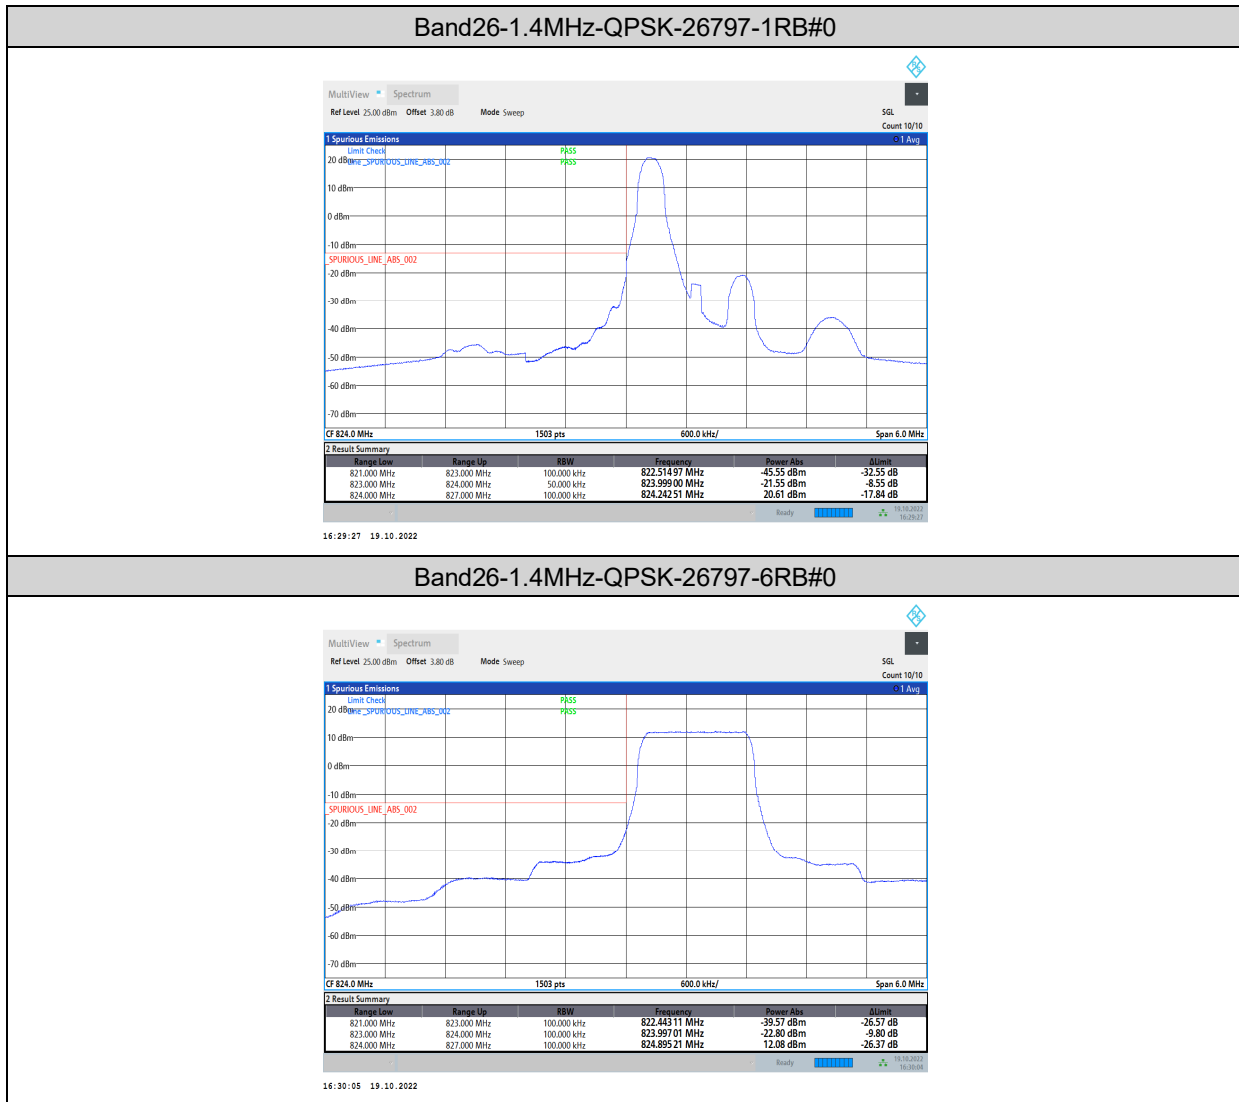 Band26-1.4MHz-QPSK-26797-1RB#0
MultiView Spectrum
Ref Level 25.00 dBm Offset 3.80 dB Mode Sweep SGL
Count 10/10
1 Spurious Emissions 1 Avg
Limit Check PASS
20 dBm Line _SPURIOUS_LINE_ABS_002 PASS
10 dBm
0 dBm
-10 dBm
_SPURIOUS_LINE_ABS_002
-20 dBm
-30 dBm
-40 dBm
-50 dBm
-60 dBm
-70 dBm
CF 824.0 MHz 1503 pts 600.0 kHz/ Span 6.0 MHz
2 Result Summary
Range Low Range Up RBW Frequency Power Abs ΔLimit
821.000 MHz 823.000 MHz 100.000 kHz 822.51497 MHz -45.55 dBm -32.55 dB
823.000 MHz 824.000 MHz 50.000 kHz 823.99900 MHz -21.55 dBm -8.55 dB
824.000 MHz 827.000 MHz 100.000 kHz 824.24251 MHz 20.61 dBm -17.84 dB
Ready 19.10.2022
16:29:27
16:29:27 19.10.2022
Band26-1.4MHz-QPSK-26797-6RB#0
MultiView Spectrum
Ref Level 25.00 dBm Offset 3.80 dB Mode Sweep SGL
Count 10/10
1 Spurious Emissions 1 Avg
Limit Check PASS
20 dBm Line _SPURIOUS_LINE_ABS_002 PASS
10 dBm
0 dBm
-10 dBm
_SPURIOUS_LINE_ABS_002
-20 dBm
-30 dBm
-40 dBm
-50 dBm
-60 dBm
-70 dBm
CF 824.0 MHz 1503 pts 600.0 kHz/ Span 6.0 MHz
2 Result Summary
Range Low Range Up RBW Frequency Power Abs ΔLimit
821.000 MHz 823.000 MHz 100.000 kHz 822.44311 MHz -39.57 dBm -26.57 dB
823.000 MHz 824.000 MHz 100.000 kHz 823.99701 MHz -22.80 dBm -9.80 dB
824.000 MHz 827.000 MHz 100.000 kHz 824.89521 MHz 12.08 dBm -26.37 dB
Ready 19.10.2022
16:30:04
16:30:05 19.10.2022